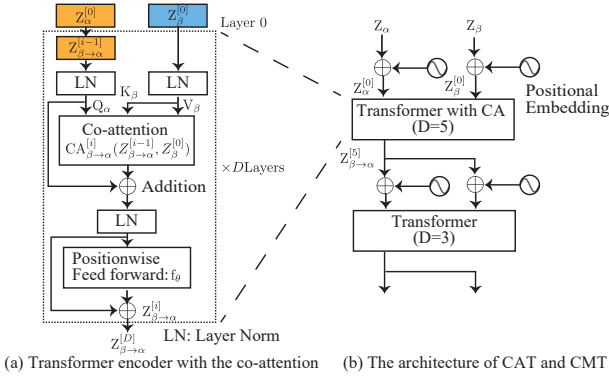 Z_α^{[0]}
Z_β^{[0]}
Layer 0
Z_{β→α}^{[i-1]}
LN
LN
K_β
Q_α
V_β
Co-attention
CA_{β→α}^{[i]}(Z_{β→α}^{[i-1]}, Z_β^{[0]})
×D Layers
Addition
LN
Positionwise
Feed forward: f_θ
Z_{β→α}^{[i]}
LN: Layer Norm
Z_{β→α}^{[D]}
(a) Transformer encoder with the co-attention
Z_α
Z_β
Z_α^{[0]}
Z_β^{[0]}
Positional
Embedding
Transformer with CA
(D=5)
Z_{β→α}^{[5]}
Transformer
(D=3)
(b) The architecture of CAT and CMT